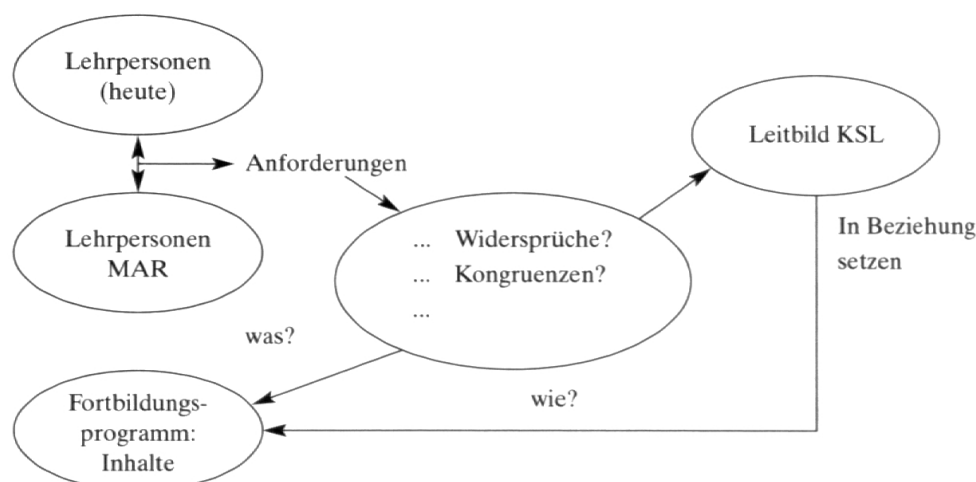 Lehrpersonen
(heute)
Leitbild KSL
Anforderungen
Lehrpersonen
MAR
... Widersprüche?
... Kongruenzen?
...
In Beziehung
setzen
was?
wie?
Fortbildungs-
programm:
Inhalte